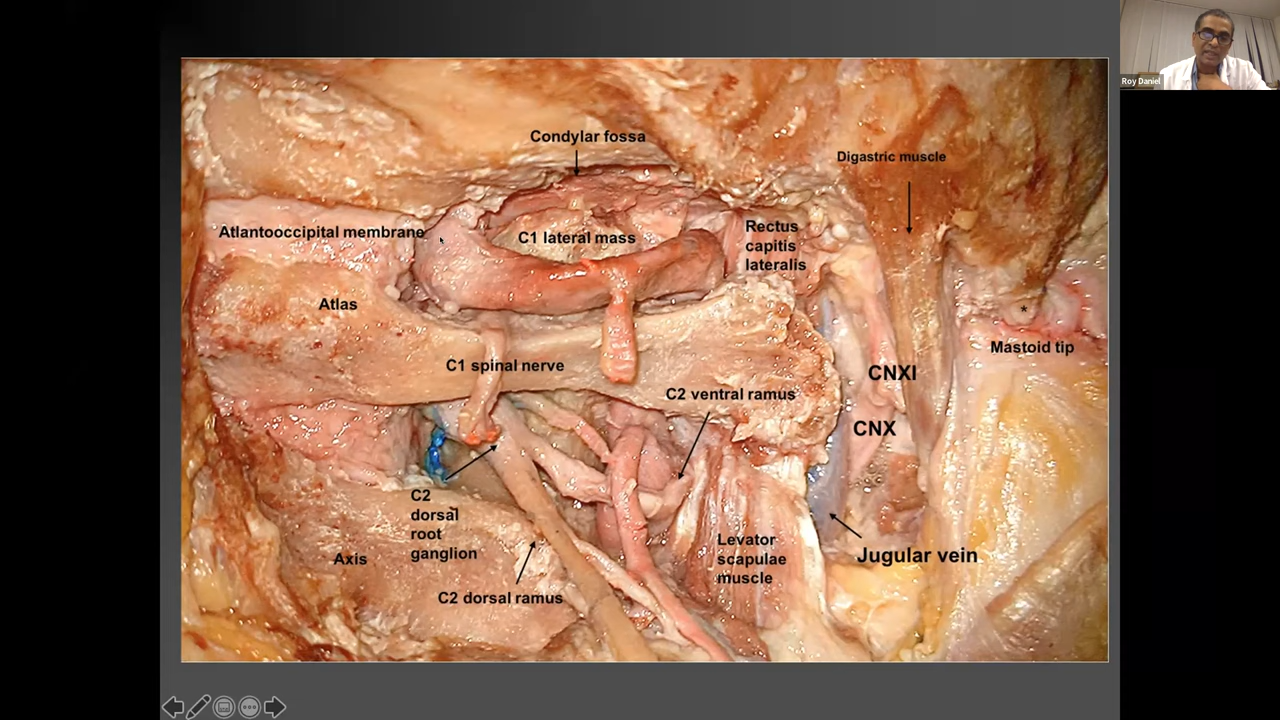 Roy Daniel
Condylar fossa
Digastric muscle
Atlantooccipital membrane
C1 lateral mass
Rectus
capitis
lateralis
Atlas
*
Mastoid tip
C1 spinal nerve
CNXI
C2 ventral ramus
CNX
C2
dorsal
root
ganglion
Axis
Levator
scapulae
muscle
Jugular vein
C2 dorsal ramus